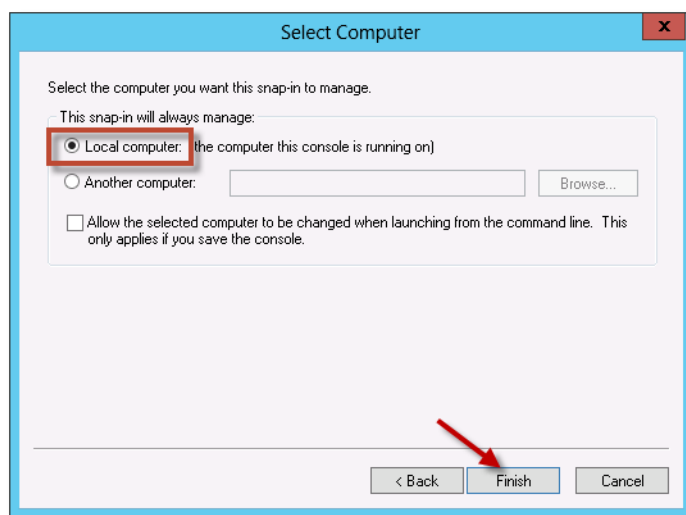 Select Computer
x
Select the computer you want this snap-in to manage.
This snap-in will always manage:
Local computer: the computer this console is running on)
Another computer:
Browse...
Allow the selected computer to be changed when launching from the command line. This
only applies if you save the console.
< Back
Finish
Cancel